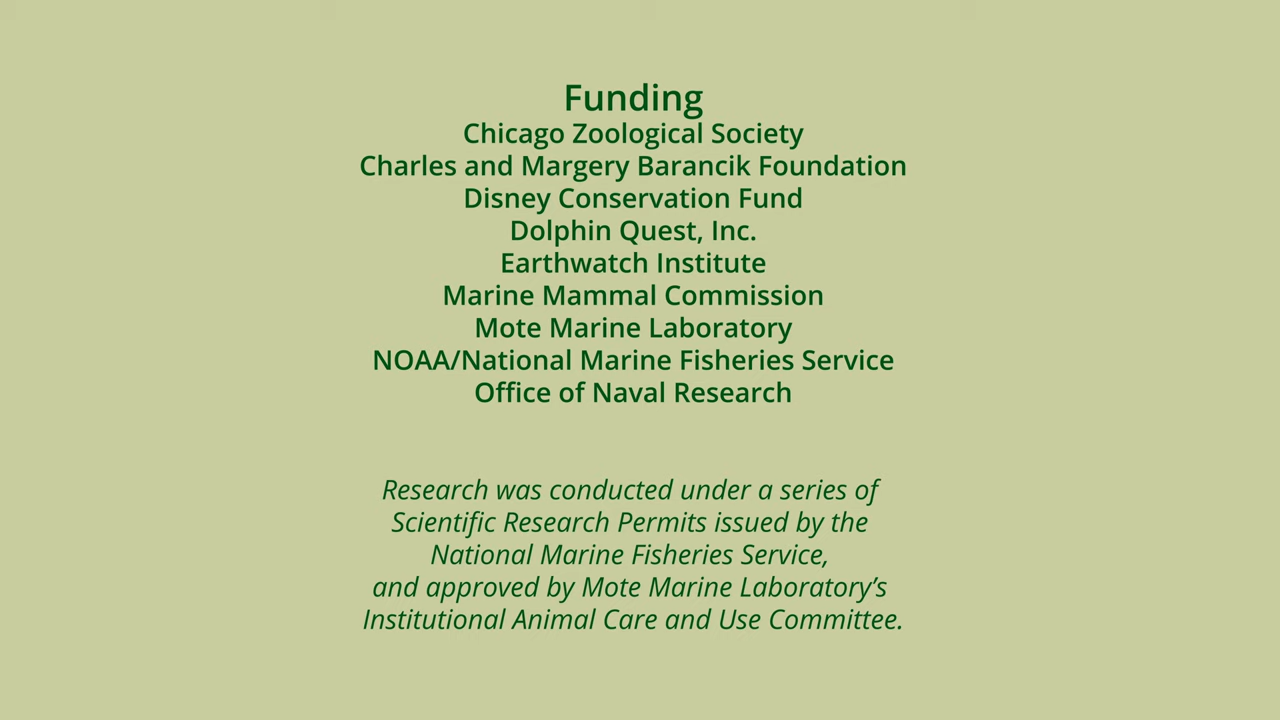 Funding
Chicago Zoological Society
Charles and Margery Barancik Foundation
Disney Conservation Fund
Dolphin Quest, Inc.
Earthwatch Institute
Marine Mammal Commission
Mote Marine Laboratory
NOAA/National Marine Fisheries Service
Office of Naval Research
Research was conducted under a series of
Scientific Research Permits issued by the
National Marine Fisheries Service,
and approved by Mote Marine Laboratory’s
Institutional Animal Care and Use Committee.